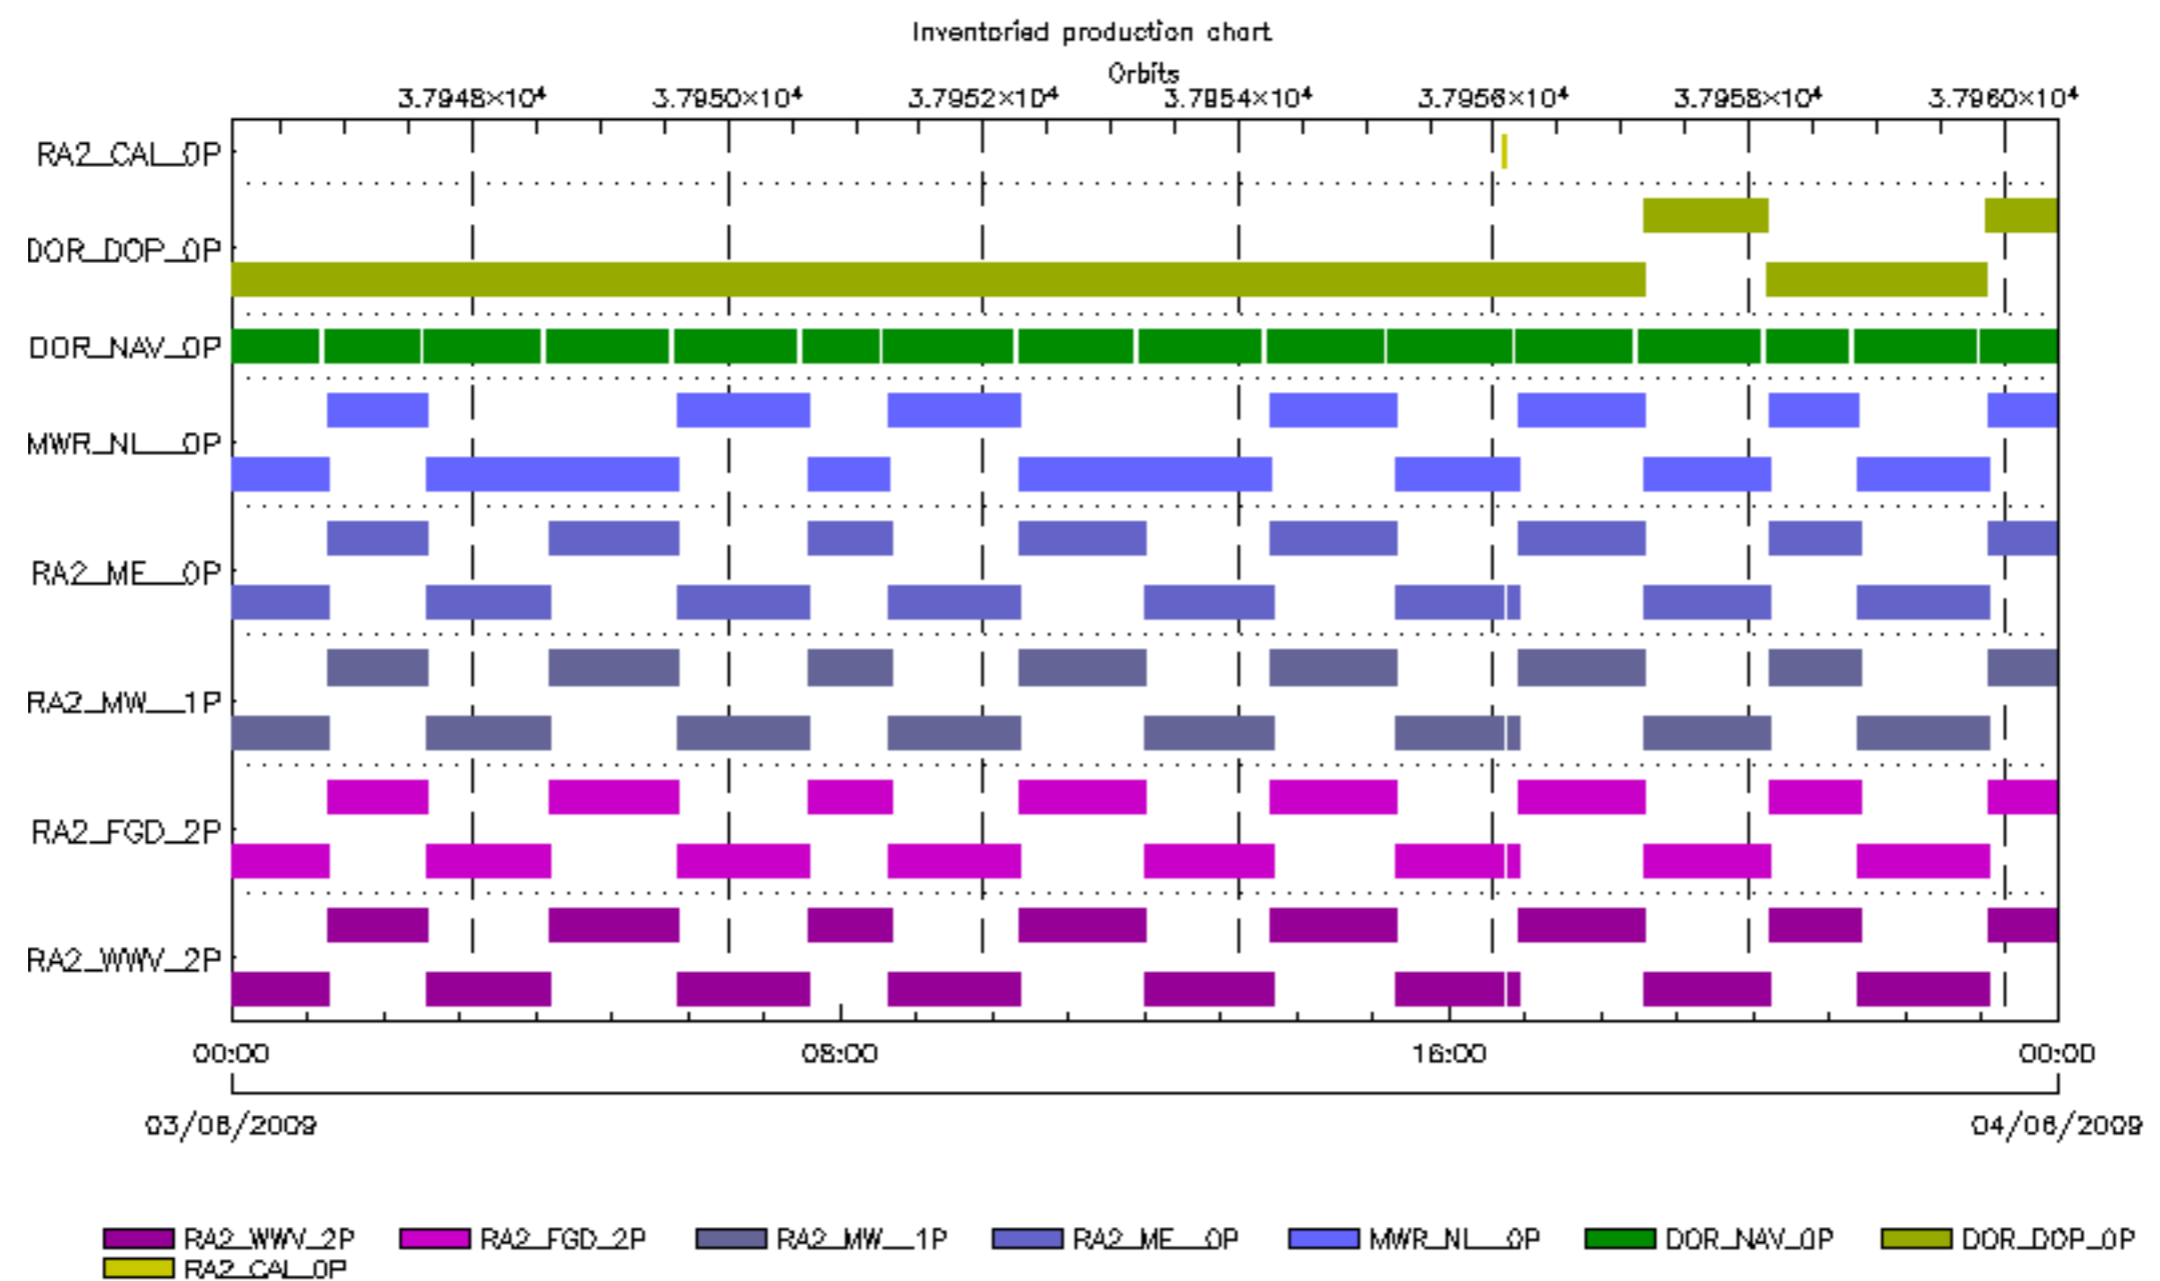 Inventoried production chart
Orbits
3.7948×10⁴ 3.7950×10⁴ 3.7952×10⁴ 3.7954×10⁴ 3.7956×10⁴ 3.7958×10⁴ 3.7960×10⁴
RA2_CAL_0P
DOR_DOP_0P
DOR_NAV_0P
MWR_NL__0P
RA2_ME__0P
RA2_MW__1P
RA2_FGD_2P
RA2_WWV_2P
00:00 08:00 16:00 00:00
03/06/2009 04/06/2009
RA2_WWV_2P RA2_FGD_2P RA2_MW__1P RA2_ME__0P MWR_NL__0P DOR_NAV_0P DOR_DOP_0P
RA2_CAL_0P